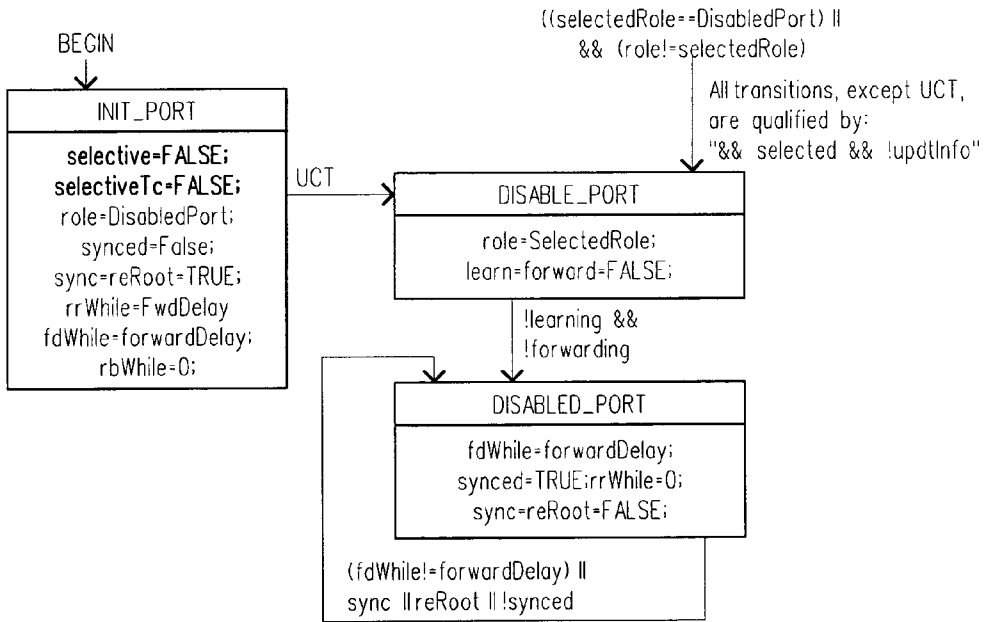 ((selectedRole==DisabledPort) ||
&& (role!=selectedRole)
BEGIN
All transitions, except UCT,
are qualified by:
"&& selected && !updtInfo"
INIT_PORT
selective=FALSE;
selectiveTc=FALSE;
role=DisabledPort;
synced=False;
sync=reRoot=TRUE;
rrWhile=FwdDelay
fdWhile=forwardDelay;
rbWhile=0;
UCT
DISABLE_PORT
role=SelectedRole;
learn=forward=FALSE;
!learning &&
!forwarding
DISABLED_PORT
fdWhile=forwardDelay;
synced=TRUE;rrWhile=0;
sync=reRoot=FALSE;
(fdWhile!=forwardDelay) ||
sync ||reRoot || !synced